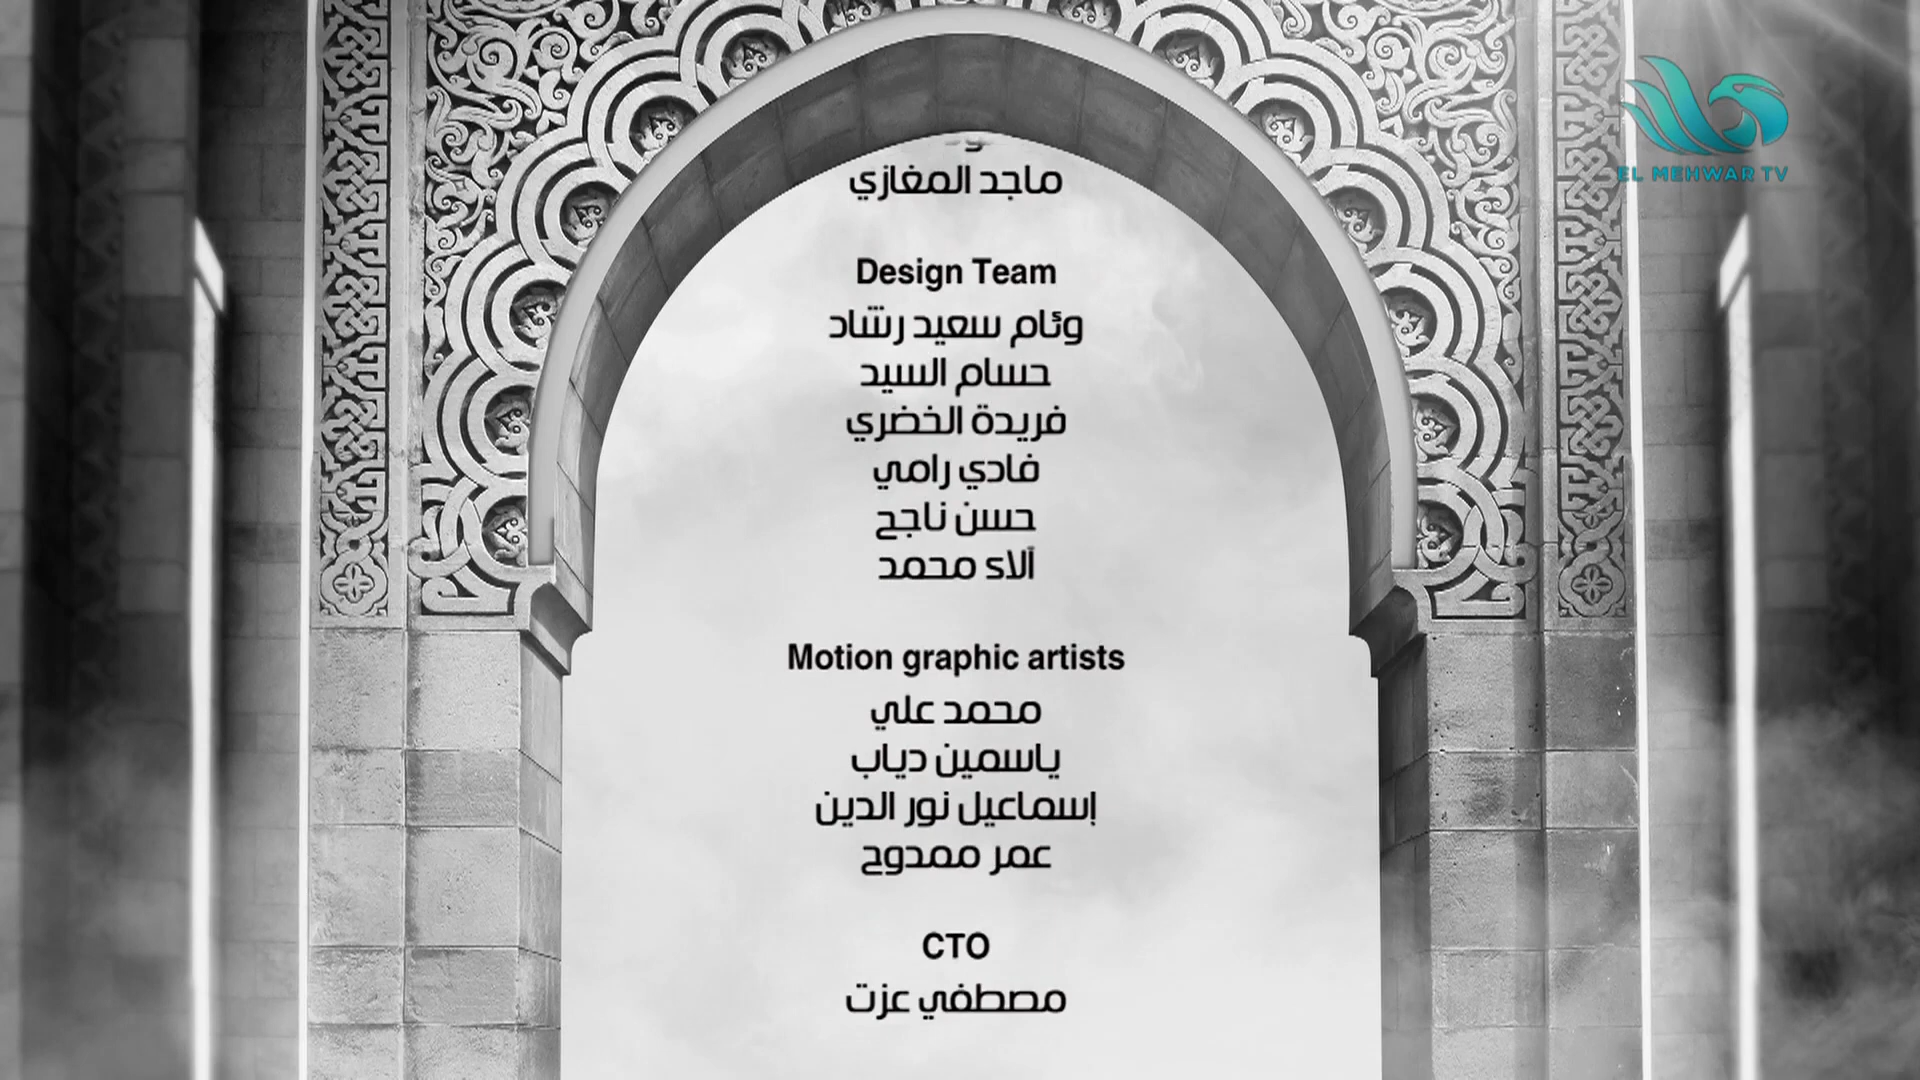 ماجد المغازي
Design Team
وئام سعيد رشاد
حسام السيد
فريدة الخضري
فادي رامي
حسن ناجح
آلاء محمد
Motion graphic artists
محمد علي
ياسمين دياب
إسماعيل نور الدين
عمر ممدوح
CTO
مصطفي عزت
EL MEHWAR TV